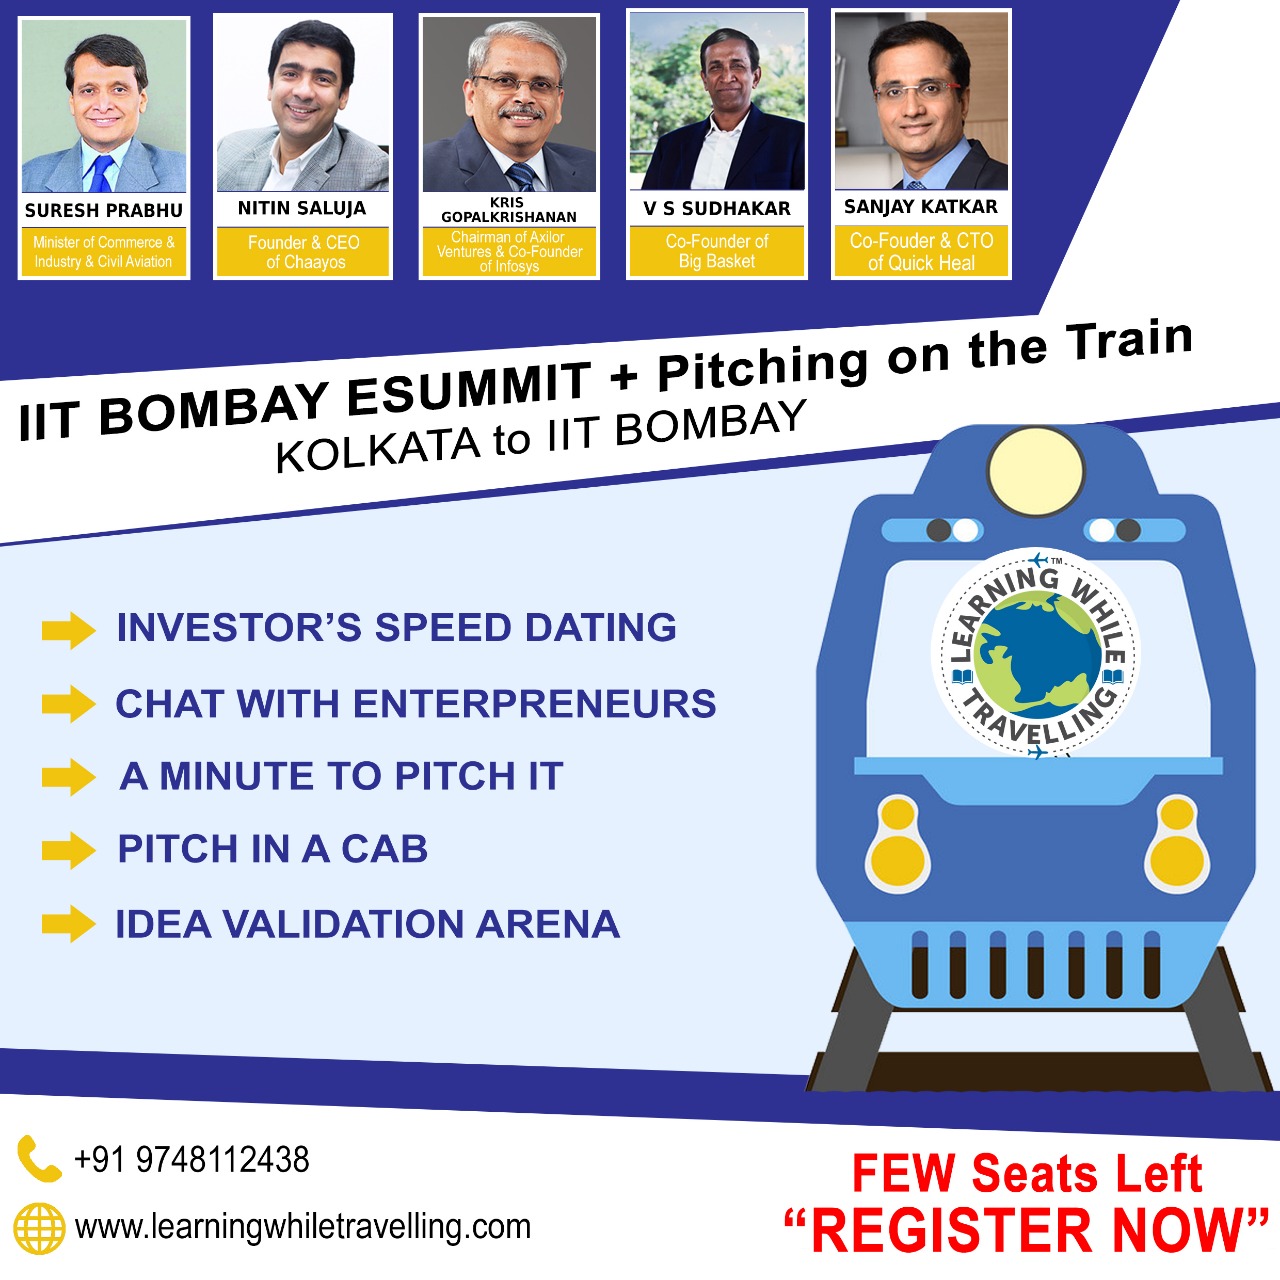 SURESH PRABHU
Minister of Commerce &
Industry & Civil Aviation
NITIN SALUJA
Founder & CEO
of Chaayos
KRIS
GOPALKRISHANAN
Chairman of Axilor
Ventures & Co-Founder
of Infosys
V S SUDHAKAR
Co-Founder of
Big Basket
SANJAY KATKAR
Co-Fouder & CTO
of Quick Heal
IIT BOMBAY ESUMMIT + Pitching on the Train
KOLKATA to IIT BOMBAY
INVESTOR’S SPEED DATING
CHAT WITH ENTERPRENEURS
A MINUTE TO PITCH IT
PITCH IN A CAB
IDEA VALIDATION ARENA
LEARNING WHILE
TRAVELLING
TM
+91 9748112438
www.learningwhiletravelling.com
FEW Seats Left
“REGISTER NOW”